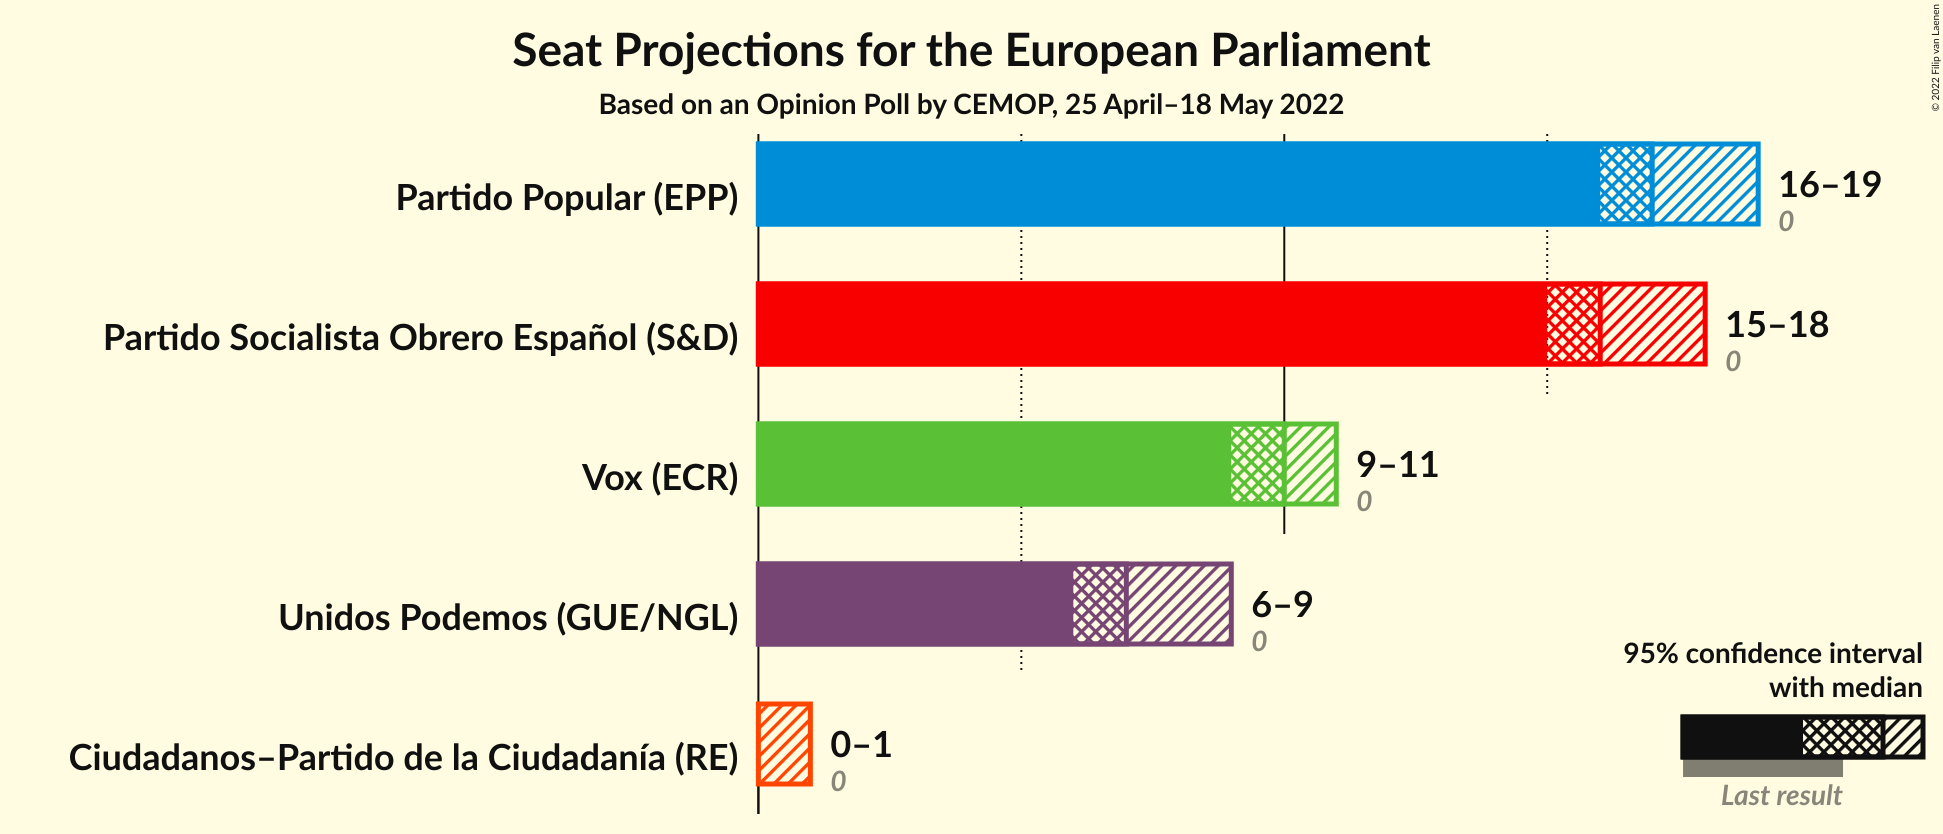 Seat Projections for the European Parliament
Based on an Opinion Poll by CEMOP, 25 April–18 May 2022
© 2022 Filip van Laenen
Partido Popular (EPP)
16–19
0
Partido Socialista Obrero Español (S&D)
15–18
0
Vox (ECR)
9–11
0
Unidos Podemos (GUE/NGL)
6–9
0
Ciudadanos–Partido de la Ciudadanía (RE)
0–1
0
95% confidence interval
with median
Last result